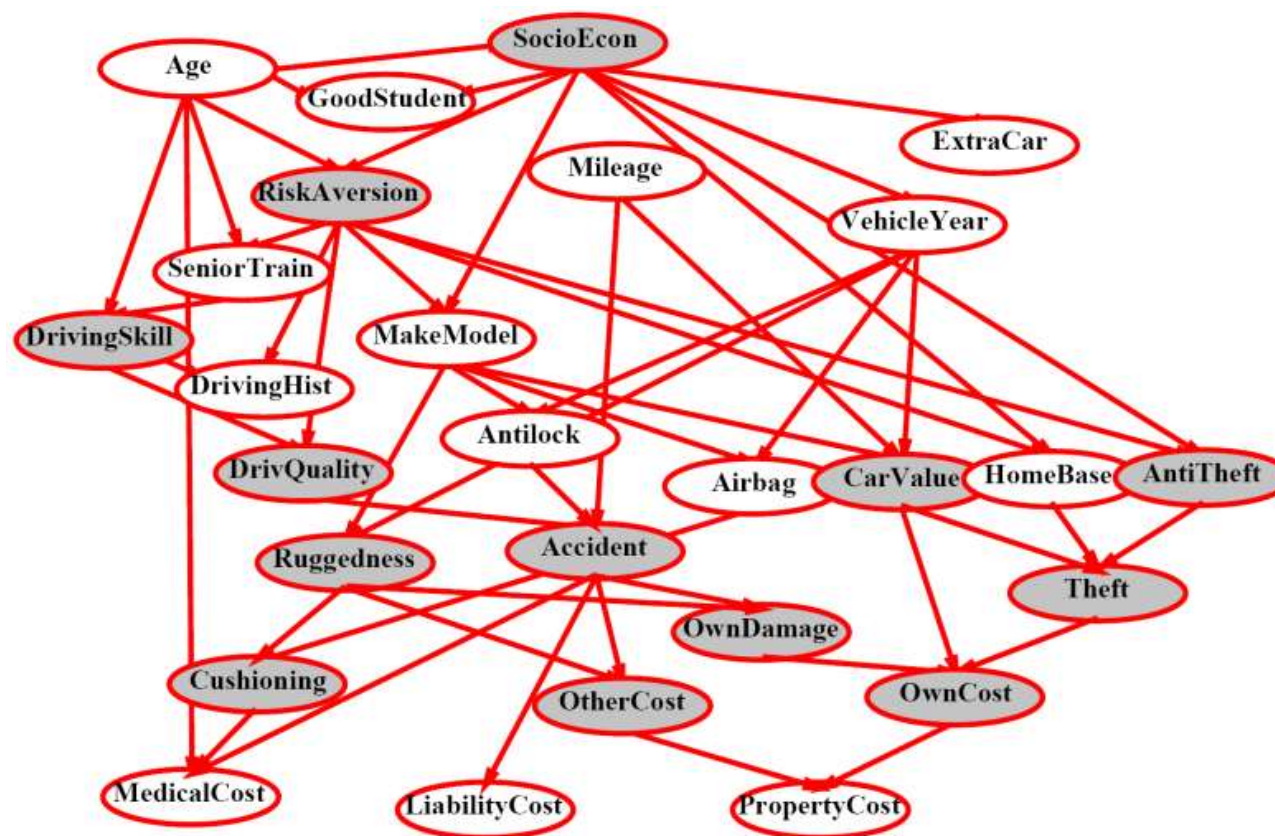 SocioEcon
Age
GoodStudent
ExtraCar
Mileage
RiskAversion
VehicleYear
SeniorTrain
DrivingSkill
MakeModel
DrivingHist
Antilock
DrivQuality
Airbag
CarValue
HomeBase
AntiTheft
Ruggedness
Accident
Theft
OwnDamage
Cushioning
OtherCost
OwnCost
MedicalCost
LiabilityCost
PropertyCost